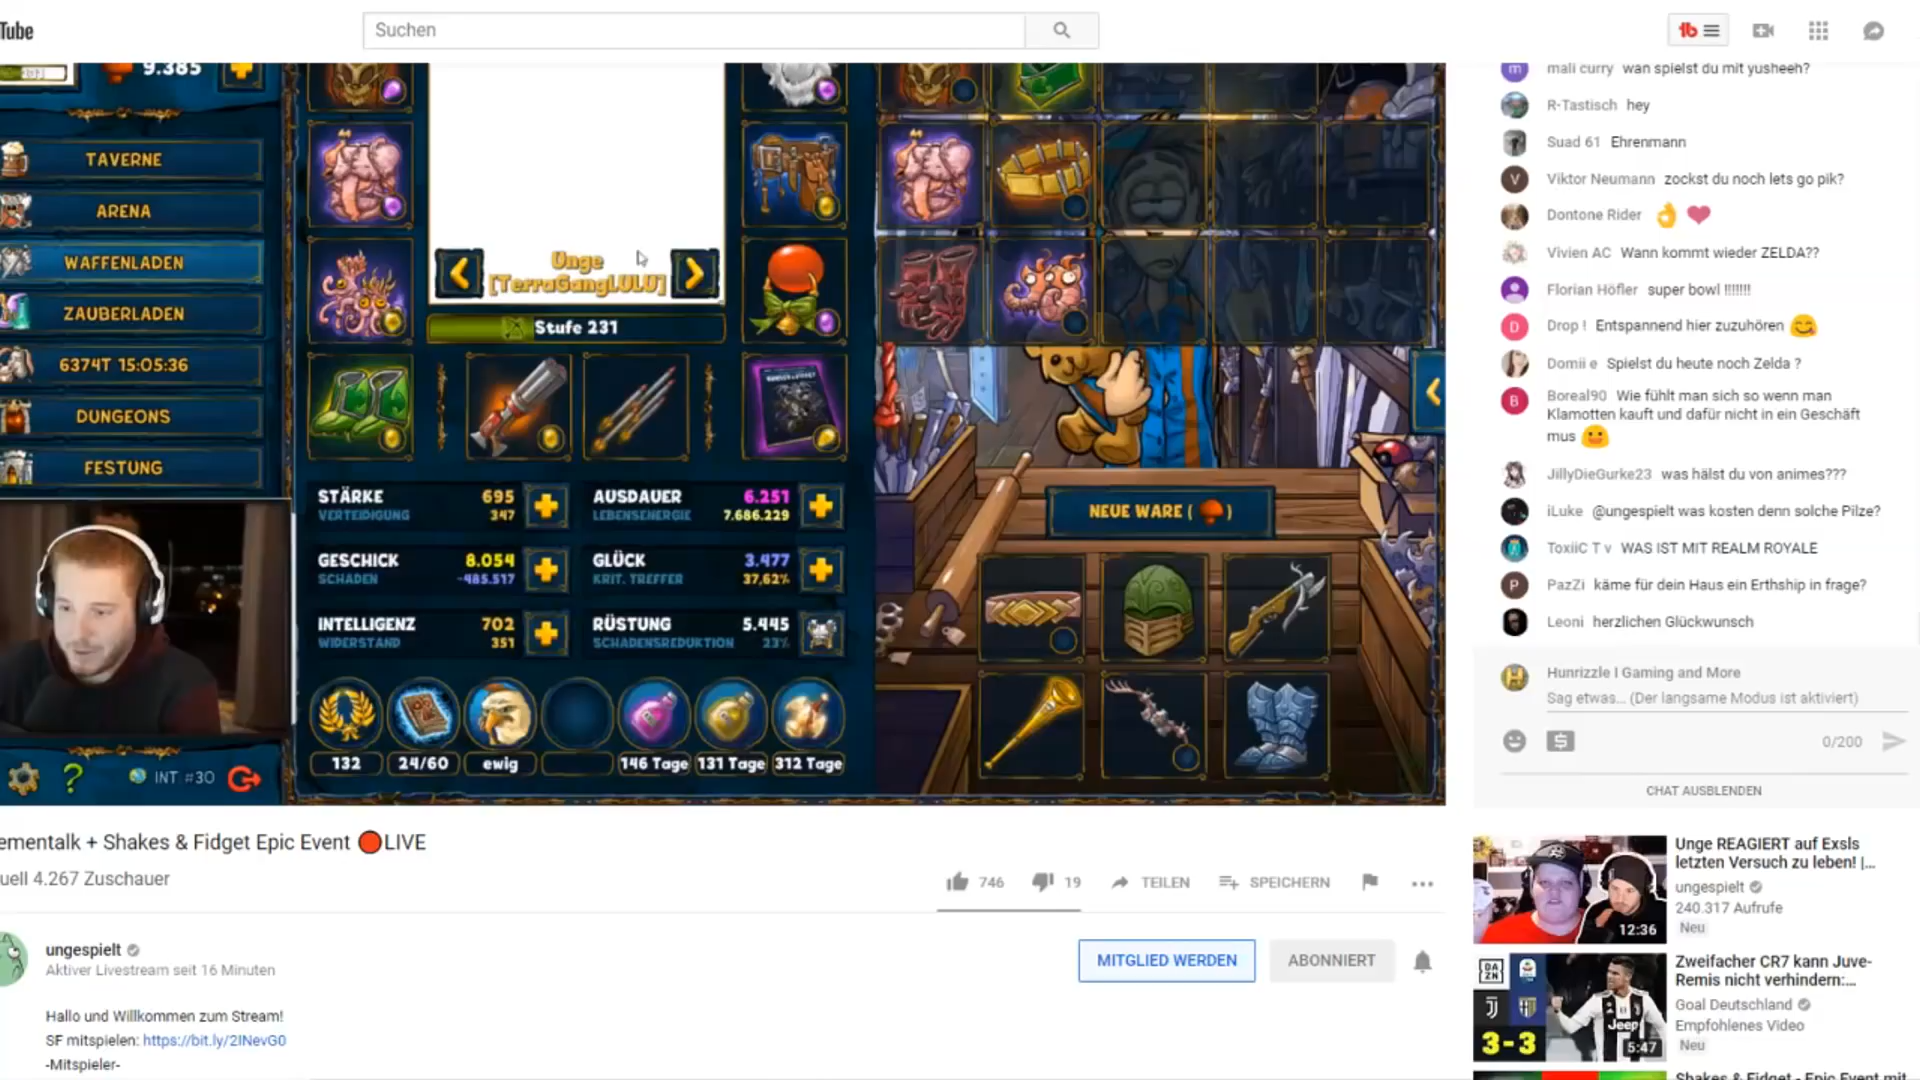 Tube
Suchen
9.385
TAVERNE
ARENA
WAFFENLADEN
ZAUBERLADEN
6374T 15:05:36
DUNGEONS
FESTUNG
INT #30
Unge
[TerraGangLULU]
Stufe 231
STÄRKE 695
VERTEIDIGUNG 347
AUSDAUER 6.251
LEBENSENERGIE 7.686.229
GESCHICK 8.054
SCHADEN ~485.517
GLÜCK 3.477
KRIT. TREFFER 37,62%
INTELLIGENZ 702
WIDERSTAND 351
RÜSTUNG 5.445
SCHADENSREDUKTION 23%
132
24/60
ewig
146 Tage
131 Tage
312 Tage
NEUE WARE ( )
mali curry wan spielst du mit yusheeh?
R-Tastisch hey
Suad 61 Ehrenmann
Viktor Neumann zockst du noch lets go pik?
Dontone Rider 👌 ❤
Vivien AC Wann kommt wieder ZELDA??
Florian Höfler super bowl !!!!!!!
Drop ! Entspannend hier zuzuhören 😋
Domii e Spielst du heute noch Zelda ?
Boreal90 Wie fühlt man sich so wenn man
Klamotten kauft und dafür nicht in ein Geschäft
mus
JillyDieGurke23 was hälst du von animes???
iLuke @ungespielt was kosten denn solche Pilze?
ToxiiC T v WAS IST MIT REALM ROYALE
PazZi käme für dein Haus ein Erthship in frage?
Leoni herzlichen Glückwunsch
Hunrizzle I Gaming and More
Sag etwas... (Der langsame Modus ist aktiviert)
0/200
CHAT AUSBLENDEN
ementalk + Shakes & Fidget Epic Event 🔴LIVE
uell 4.267 Zuschauer
746
19
TEILEN
SPEICHERN
ungespielt
Aktiver Livestream seit 16 Minuten
MITGLIED WERDEN
ABONNIERT
Hallo und Willkommen zum Stream!
SF mitspielen: https://bit.ly/2INevG0
-Mitspieler-
12:36
Unge REAGIERT auf Exsls
letzten Versuch zu leben! |...
ungespielt
240.317 Aufrufe
Neu
DAZN
Jeep
3-3
5:47
Zweifacher CR7 kann Juve-
Remis nicht verhindern:...
Goal Deutschland
Empfohlenes Video
Neu
Shakes & Fidget - Epic Event mit